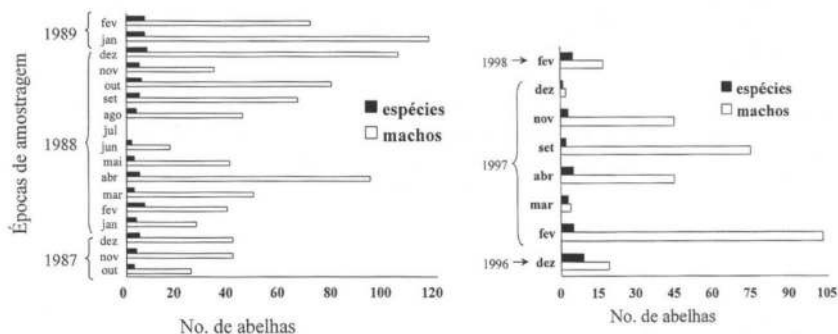 Épocas de amostragem
1989
fev
jan
1988
dez
nov
out
set
ago
jul
jun
mai
abr
mar
fev
jan
1987
dez
nov
out
0 20 40 60 80 100 120
No. de abelhas
espécies
machos
1998
fev
1997
dez
nov
set
abr
mar
fev
1996
dez
0 15 30 45 60 75 90 105
No. de abelhas
espécies
machos